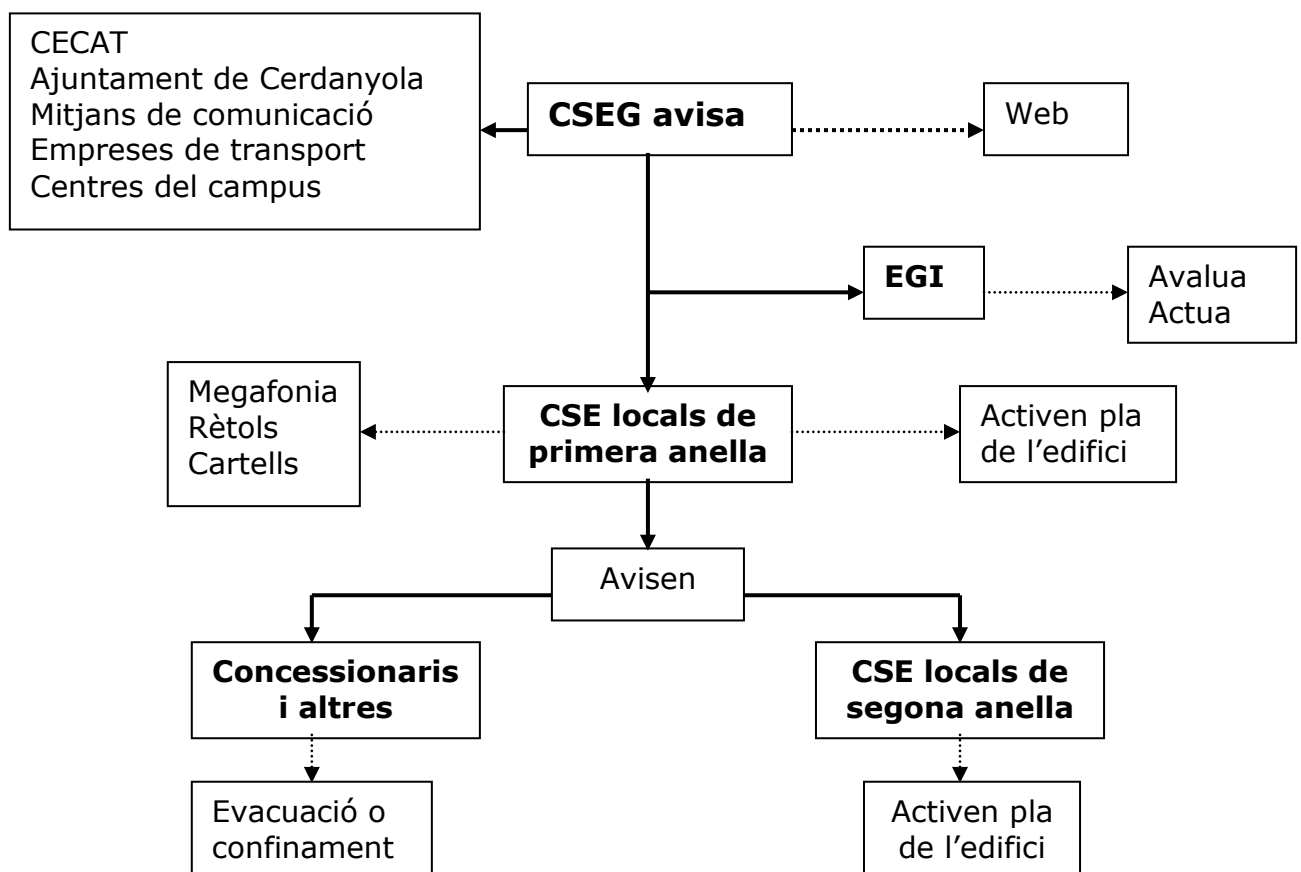 CECAT
Ajuntament de Cerdanyola
Mitjans de comunicació
Empreses de transport
Centres del campus
CSEG avisa
Web
EGI
Avalua
Actua
Megafonia
Rètols
Cartells
CSE locals de
primera anella
Activen pla
de l’edifici
Avisen
Concessionaris
i altres
CSE locals de
segona anella
Evacuació o
confinament
Activen pla
de l’edifici